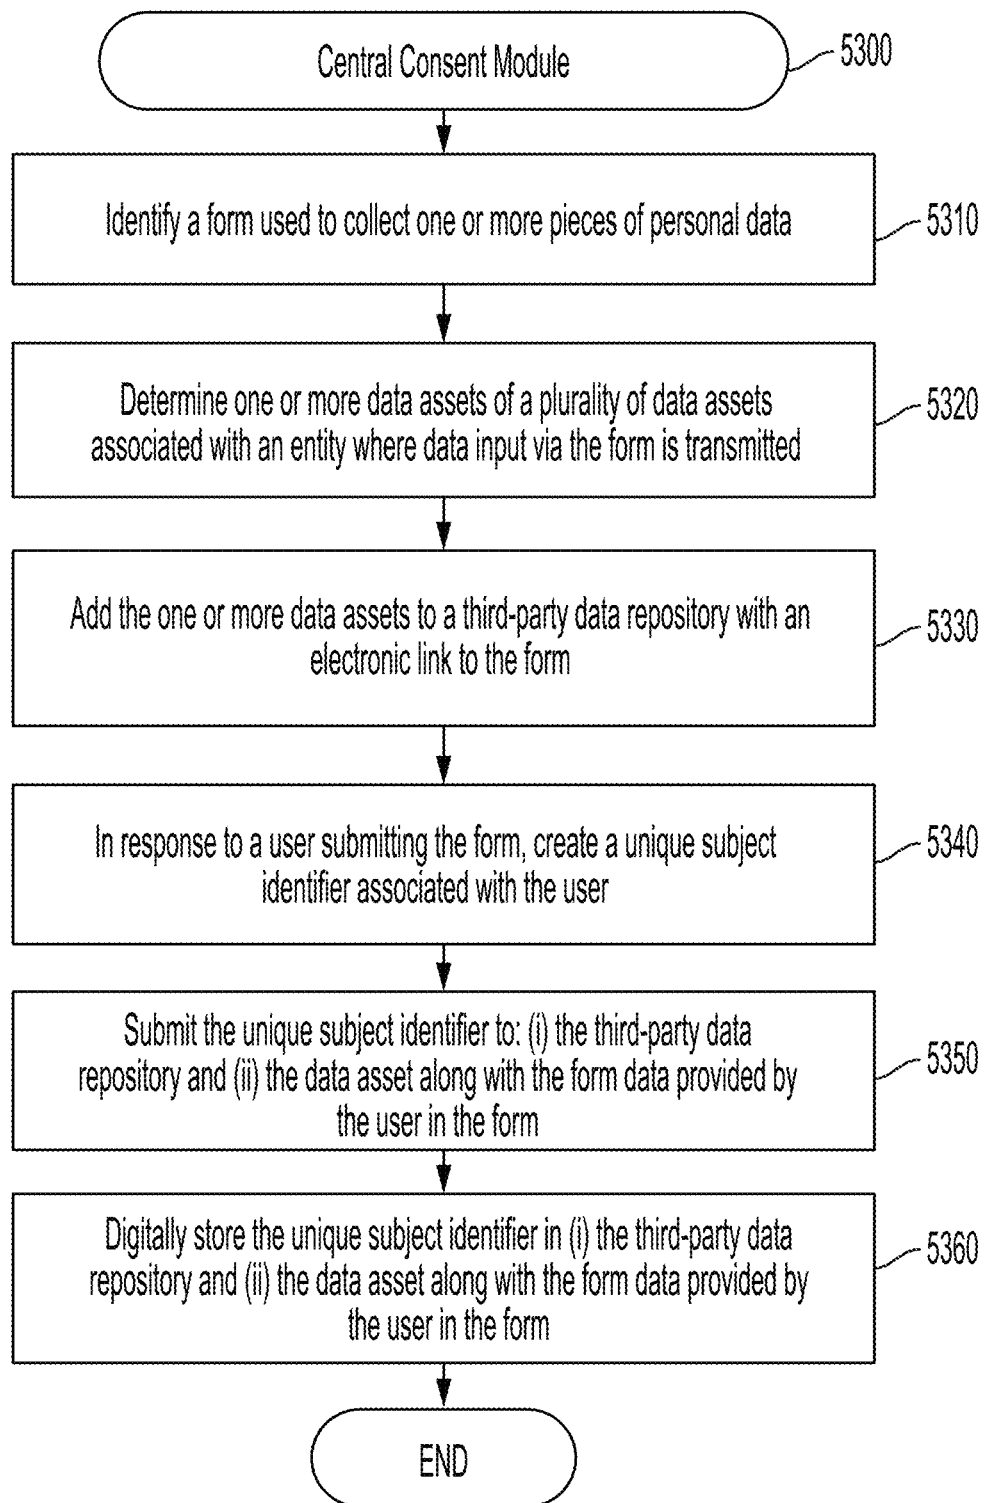 Central Consent Module
5300
Identify a form used to collect one or more pieces of personal data
5310
Determine one or more data assets of a plurality of data assets
associated with an entity where data input via the form is transmitted
5320
Add the one or more data assets to a third-party data repository with an
electronic link to the form
5330
In response to a user submitting the form, create a unique subject
identifier associated with the user
5340
Submit the unique subject identifier to: (i) the third-party data
repository and (ii) the data asset along with the form data provided by
the user in the form
5350
Digitally store the unique subject identifier in (i) the third-party data
repository and (ii) the data asset along with the form data provided by
the user in the form
5360
END